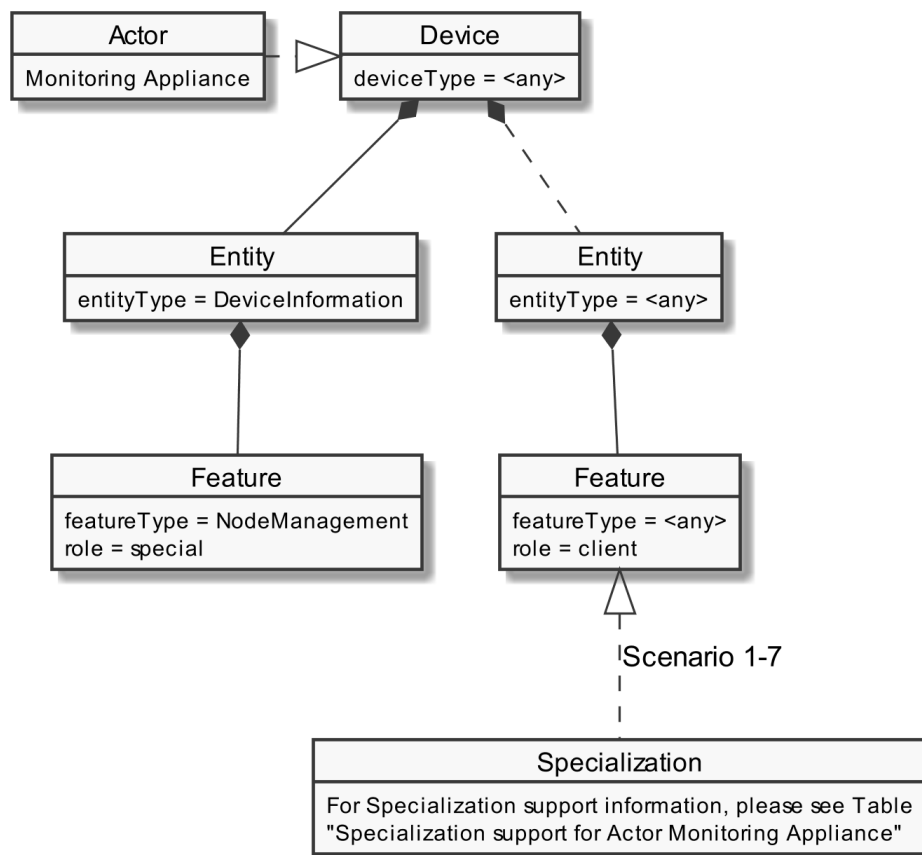 Actor
Monitoring Appliance
Device
deviceType = <any>
Entity
entityType = DeviceInformation
Entity
entityType = <any>
Feature
featureType = NodeManagement
role = special
Feature
featureType = <any>
role = client
Scenario 1-7
Specialization
For Specialization support information, please see Table
"Specialization support for Actor Monitoring Appliance"